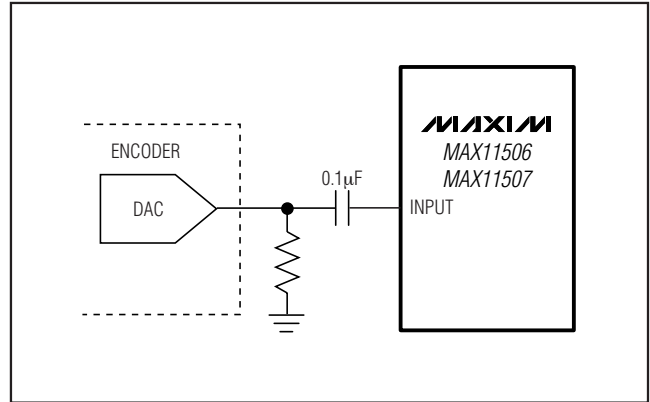 ENCODER
DAC
0.1μF
MAXIM
MAX11506
MAX11507
INPUT